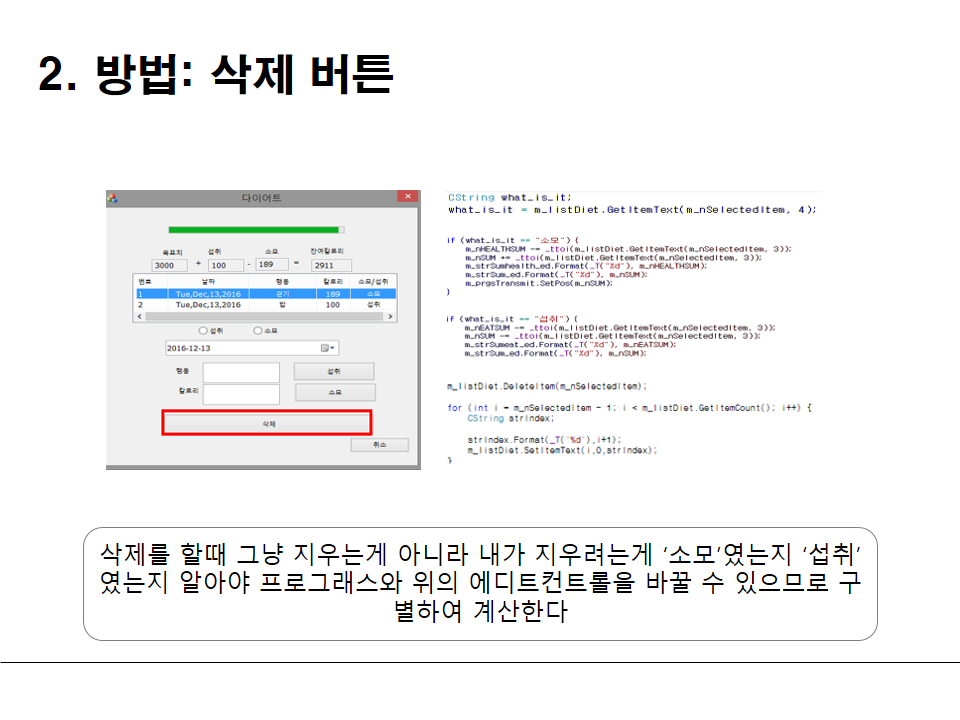 2. 방법: 삭제 버튼
다이어트
목표치 섭취 소모 잔여칼로리
3000 + 100 - 189 = 2911
번호 날짜 행동 칼로리 소모/섭취
1 Tue,Dec,13,2016 걷기 189 소모
2 Tue,Dec,13,2016 밥 100 섭취
섭취 소모
2016-12-13
행동 섭취
칼로리 소모
삭제
취소
CString what_is_it;
what_is_it = m_listDiet.GetItemText(m_nSelectedItem, 4);
if (what_is_it == "소모") {
m_nHEALTHSUM -= _ttoi(m_listDiet.GetItemText(m_nSelectedItem, 3));
m_nSUM += _ttoi(m_listDiet.GetItemText(m_nSelectedItem, 3));
m_strSumhealth_ed.Format(_T("%d"), m_nHEALTHSUM);
m_strSum_ed.Format(_T("%d"), m_nSUM);
m_prgsTransmit.SetPos(m_nSUM);
}
if (what_is_it == "섭취") {
m_nEATSUM -= _ttoi(m_listDiet.GetItemText(m_nSelectedItem, 3));
m_nSUM -= _ttoi(m_listDiet.GetItemText(m_nSelectedItem, 3));
m_strSumeat_ed.Format(_T("%d"), m_nEATSUM);
m_strSum_ed.Format(_T("%d"), m_nSUM);
m_listDiet.DeleteItem(m_nSelectedItem);
for (int i = m_nSelectedItem - 1; i < m_listDiet.GetItemCount(); i++) {
CString strIndex;
strIndex.Format(_T("%d"),i+1);
m_listDiet.SetItemText(i,0,strIndex);
}
삭제를 할때 그냥 지우는게 아니라 내가 지우려는게 ‘소모’였는지 ‘섭취’
였는지 알아야 프로그래스와 위의 에디트컨트롤을 바꿀 수 있으므로 구
별하여 계산한다